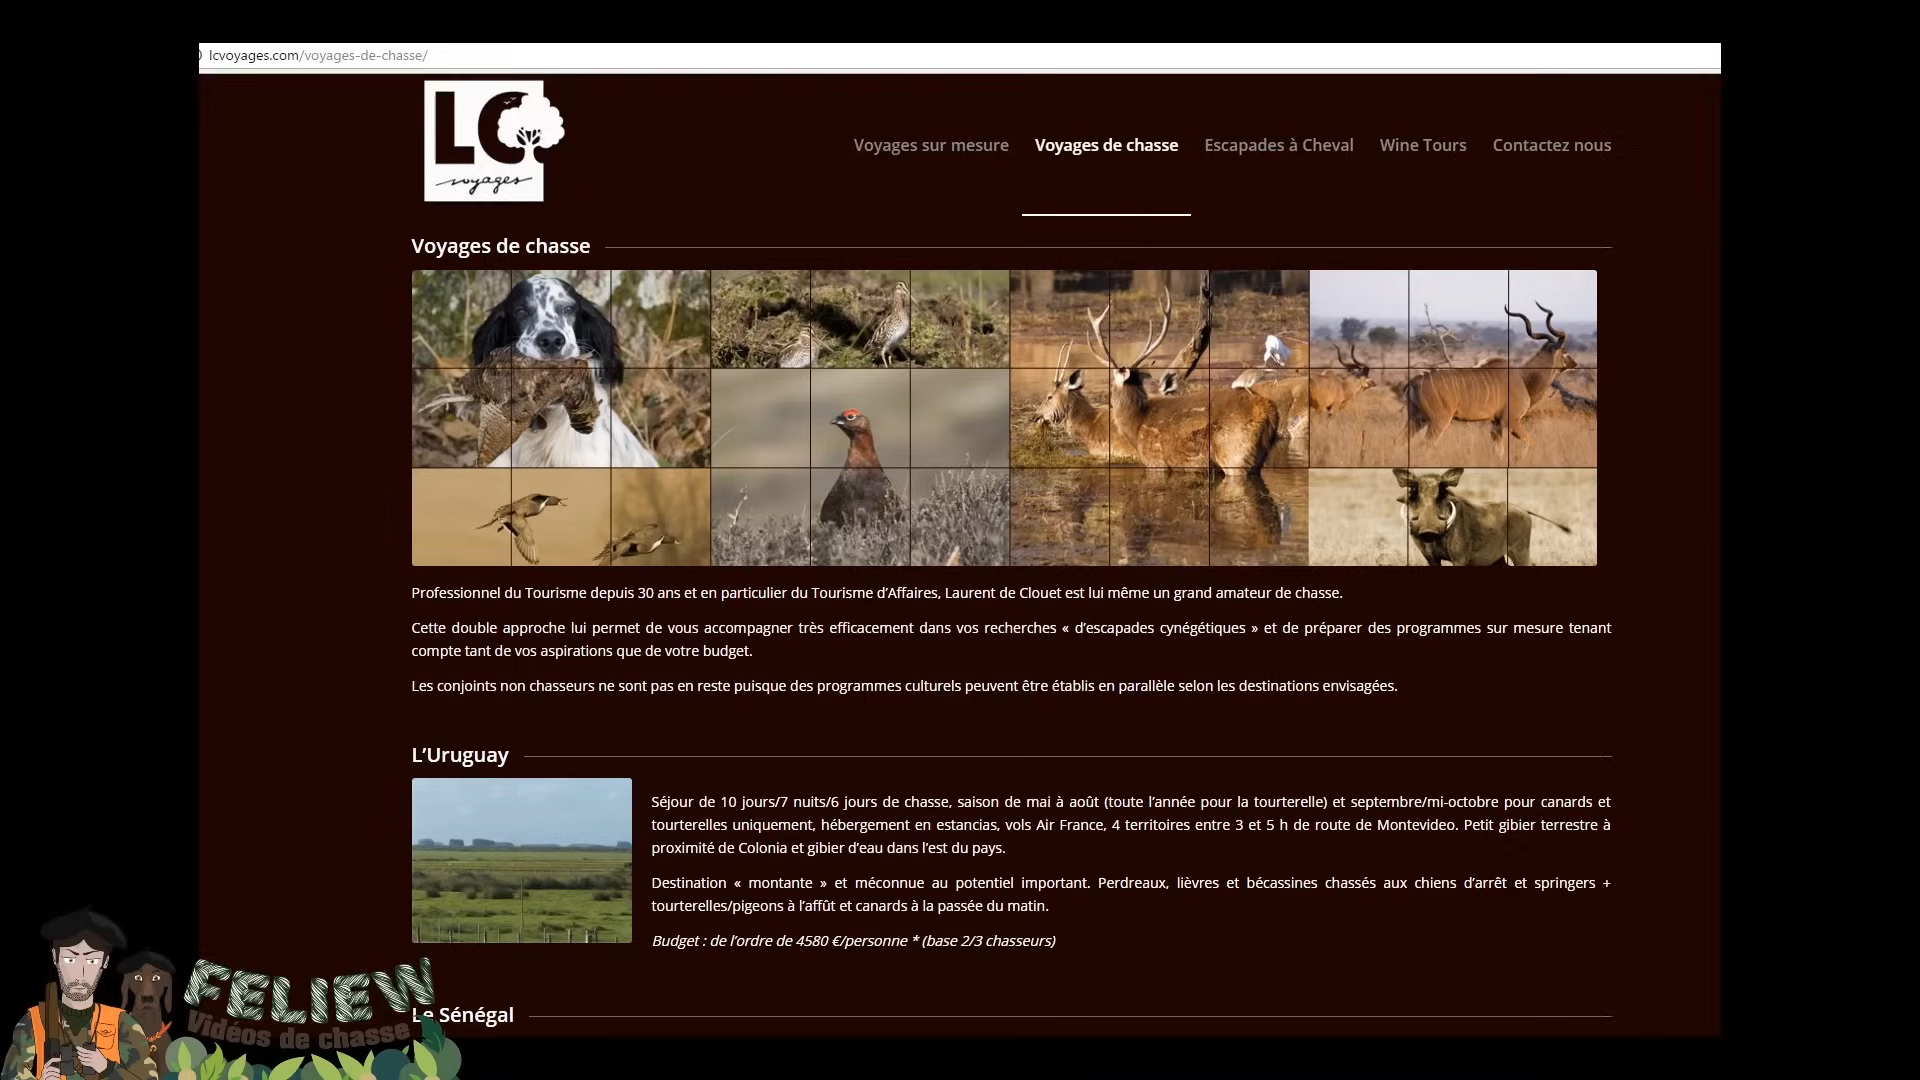 lcvoyages.com/voyages-de-chasse/
LC
voyages
Voyages sur mesure
Voyages de chasse
Escapades à Cheval
Wine Tours
Contactez nous
Voyages de chasse
Professionnel du Tourisme depuis 30 ans et en particulier du Tourisme d’Affaires, Laurent de Clouet est lui même un grand amateur de chasse.
Cette double approche lui permet de vous accompagner très efficacement dans vos recherches « d’escapades cynégétiques » et de préparer des programmes sur mesure tenant
compte tant de vos aspirations que de votre budget.
Les conjoints non chasseurs ne sont pas en reste puisque des programmes culturels peuvent être établis en parallèle selon les destinations envisagées.
L’Uruguay
Séjour de 10 jours/7 nuits/6 jours de chasse, saison de mai à août (toute l’année pour la tourterelle) et septembre/mi-octobre pour canards et
tourterelles uniquement, hébergement en estancias, vols Air France, 4 territoires entre 3 et 5 h de route de Montevideo. Petit gibier terrestre à
proximité de Colonia et gibier d’eau dans l’est du pays.
Destination « montante » et méconnue au potentiel important. Perdreaux, lièvres et bécassines chassés aux chiens d’arrêt et springers +
tourterelles/pigeons à l’affût et canards à la passée du matin.
Budget : de l’ordre de 4580 €/personne * (base 2/3 chasseurs)
Le Sénégal
FELIEW
Vidéos de chasse